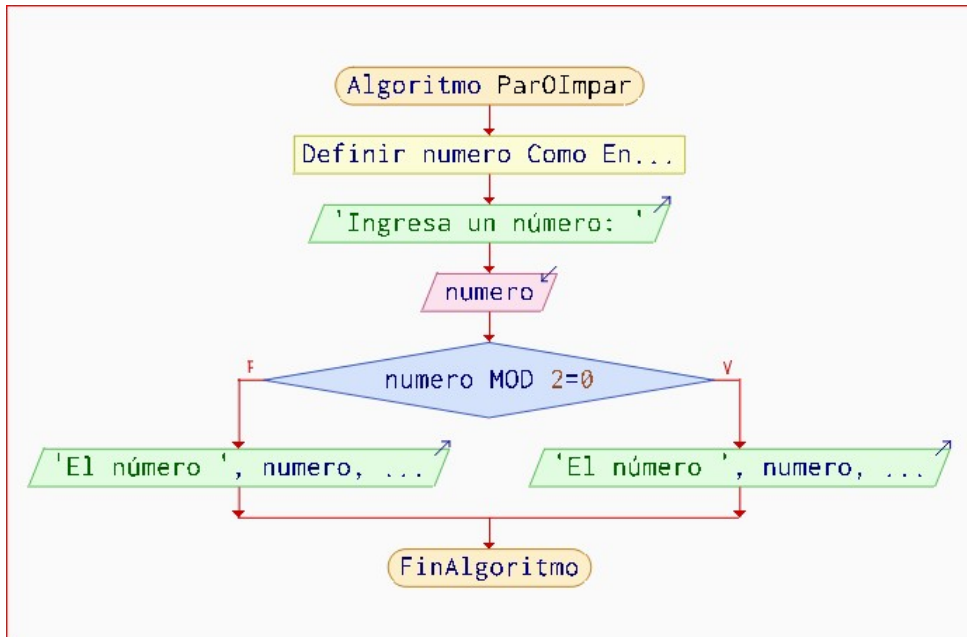 Algoritmo ParOImpar
Definir numero Como En...
'Ingresa un número: '
numero
F
V
numero MOD 2=0
'El número ', numero, ...
'El número ', numero, ...
FinAlgoritmo